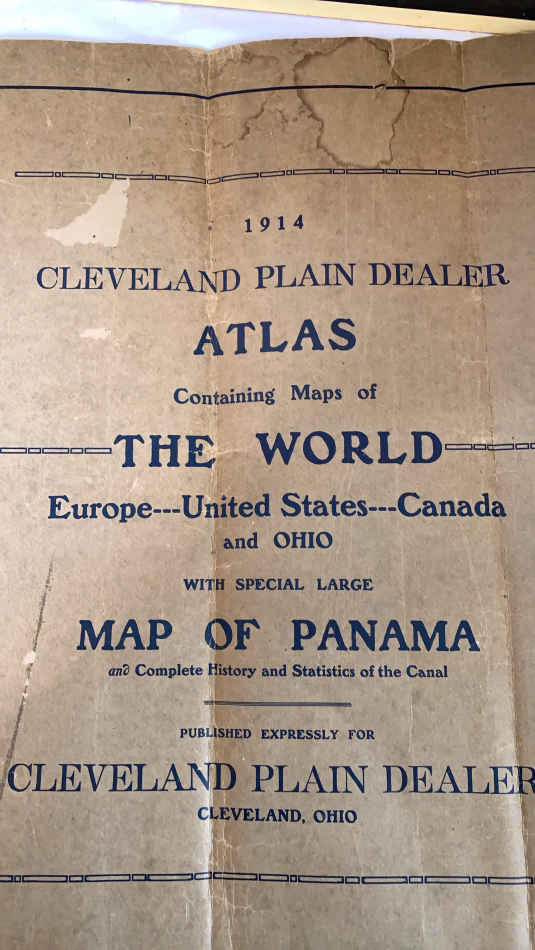 1914
CLEVELAND PLAIN DEALER
ATLAS
Containing Maps of
THE WORLD
Europe---United States---Canada
and OHIO
WITH SPECIAL LARGE
MAP OF PANAMA
and Complete History and Statistics of the Canal
PUBLISHED EXPRESSLY FOR
CLEVELAND PLAIN DEALER
CLEVELAND, OHIO